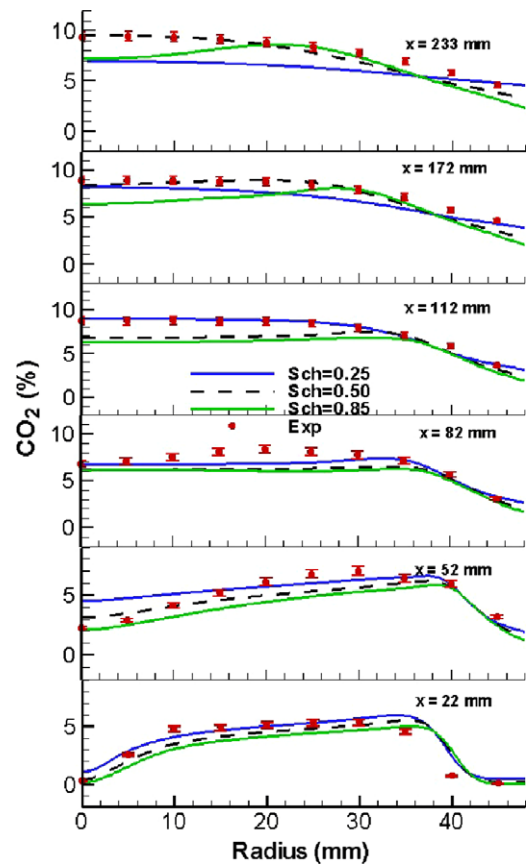 10
5
0
x = 233 mm
10
5
0
x = 172 mm
10
5
0
x = 112 mm
Sch=0.25
Sch=0.50
Sch=0.85
Exp
10
5
0
x = 82 mm
5
0
x = 52 mm
5
0
x = 22 mm
CO₂ (%)
0 10 20 30 40
Radius (mm)